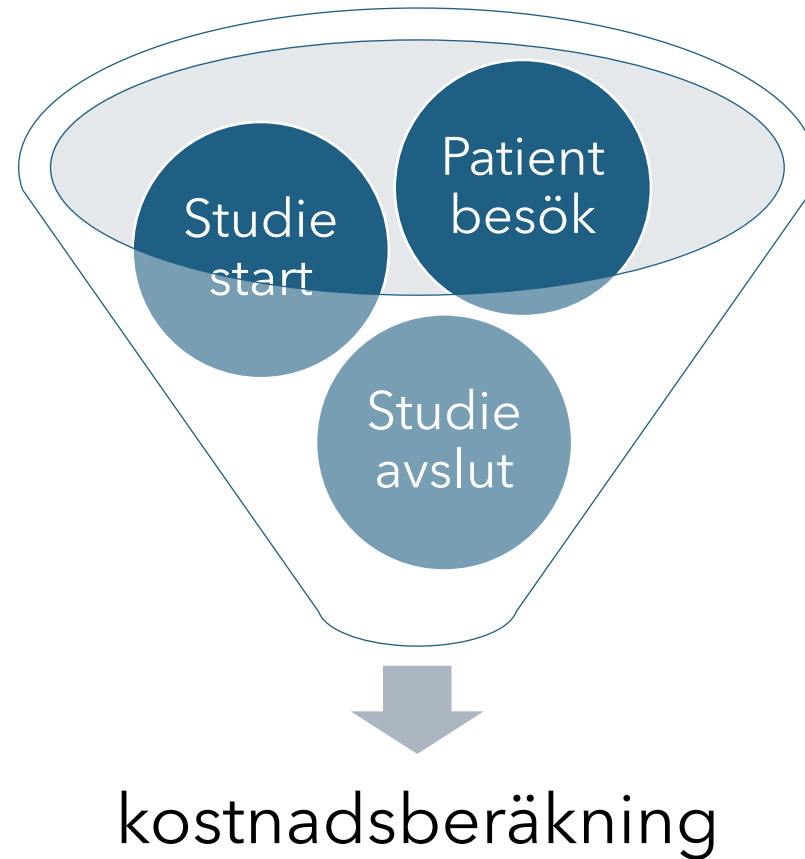 Studie
start
Patient
besök
Studie
avslut
kostnadsberäkning